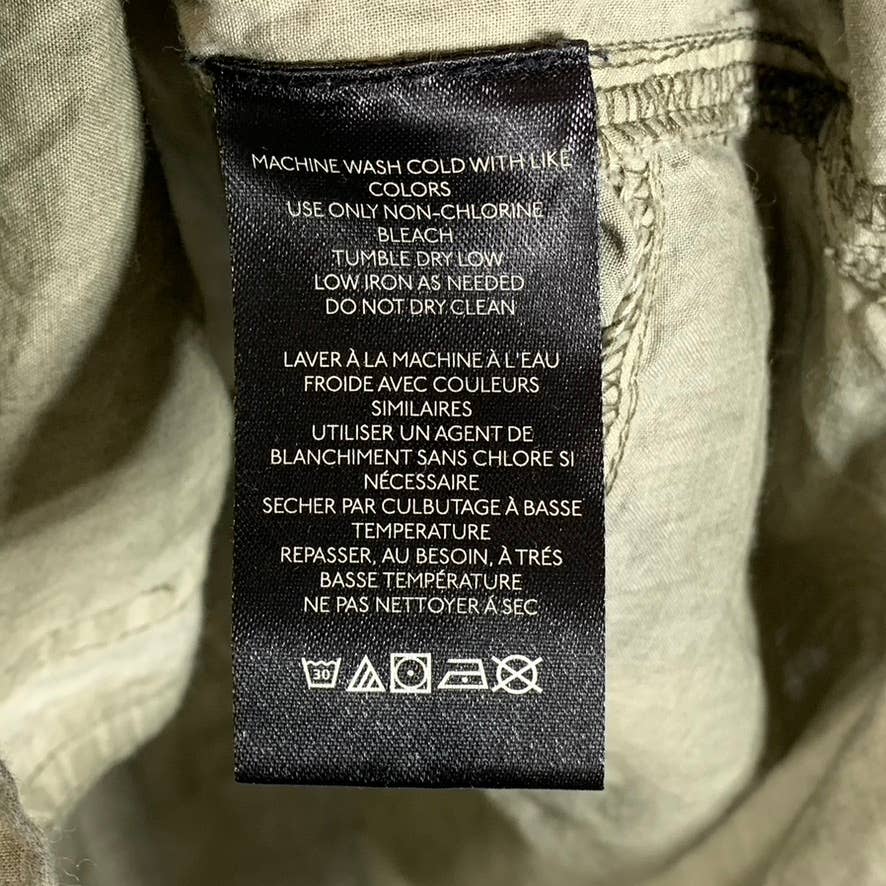 MACHINE WASH COLD WITH LIKE
COLORS
USE ONLY NON-CHLORINE
BLEACH
TUMBLE DRY LOW
LOW IRON AS NEEDED
DO NOT DRY CLEAN
LAVER À LA MACHINE À L'EAU
FROIDE AVEC COULEURS
SIMILAIRES
UTILISER UN AGENT DE
BLANCHIMENT SANS CHLORE SI
NÉCESSAIRE
SECHER PAR CULBUTAGE À BASSE
TEMPERATURE
REPASSER, AU BESOIN, À TRÉS
BASSE TEMPÉRATURE
NE PAS NETTOYER Á SEC
30